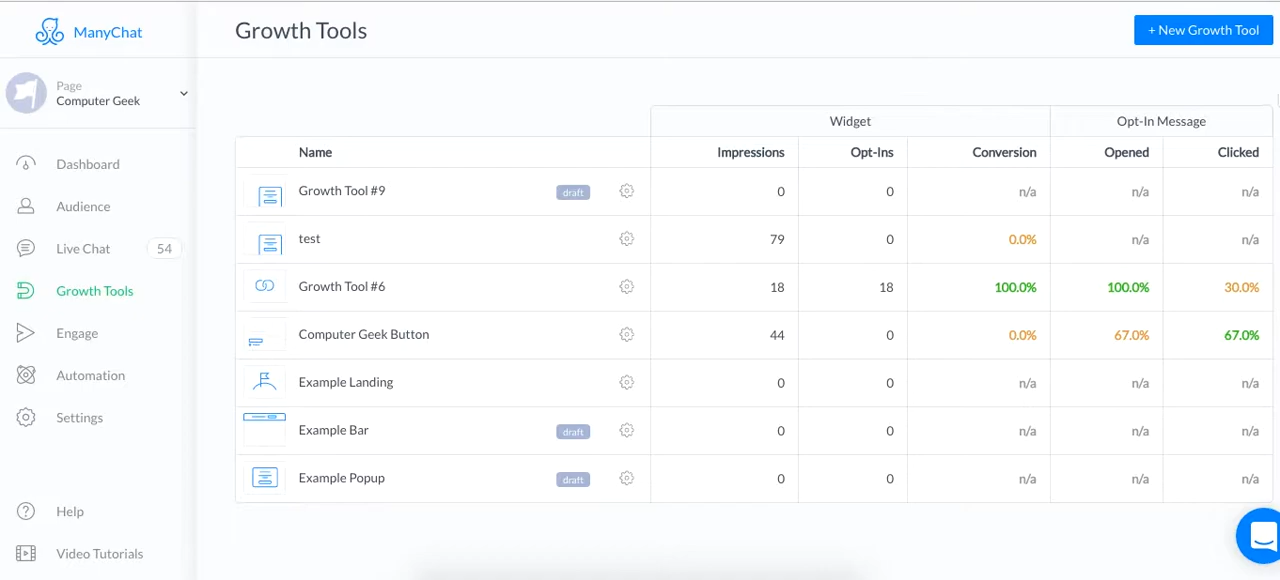 ManyChat
Growth Tools
+ New Growth Tool
Page
Computer Geek
Dashboard
Audience
Live Chat 54
Growth Tools
Engage
Automation
Settings
Help
Video Tutorials
Widget Opt-In Message
Name Impressions Opt-Ins Conversion Opened Clicked
Growth Tool #9 draft 0 0 n/a n/a n/a
test 79 0 0.0% n/a n/a
Growth Tool #6 18 18 100.0% 100.0% 30.0%
Computer Geek Button 44 0 0.0% 67.0% 67.0%
Example Landing 0 0 n/a n/a n/a
Example Bar draft 0 0 n/a n/a n/a
Example Popup draft 0 0 n/a n/a n/a